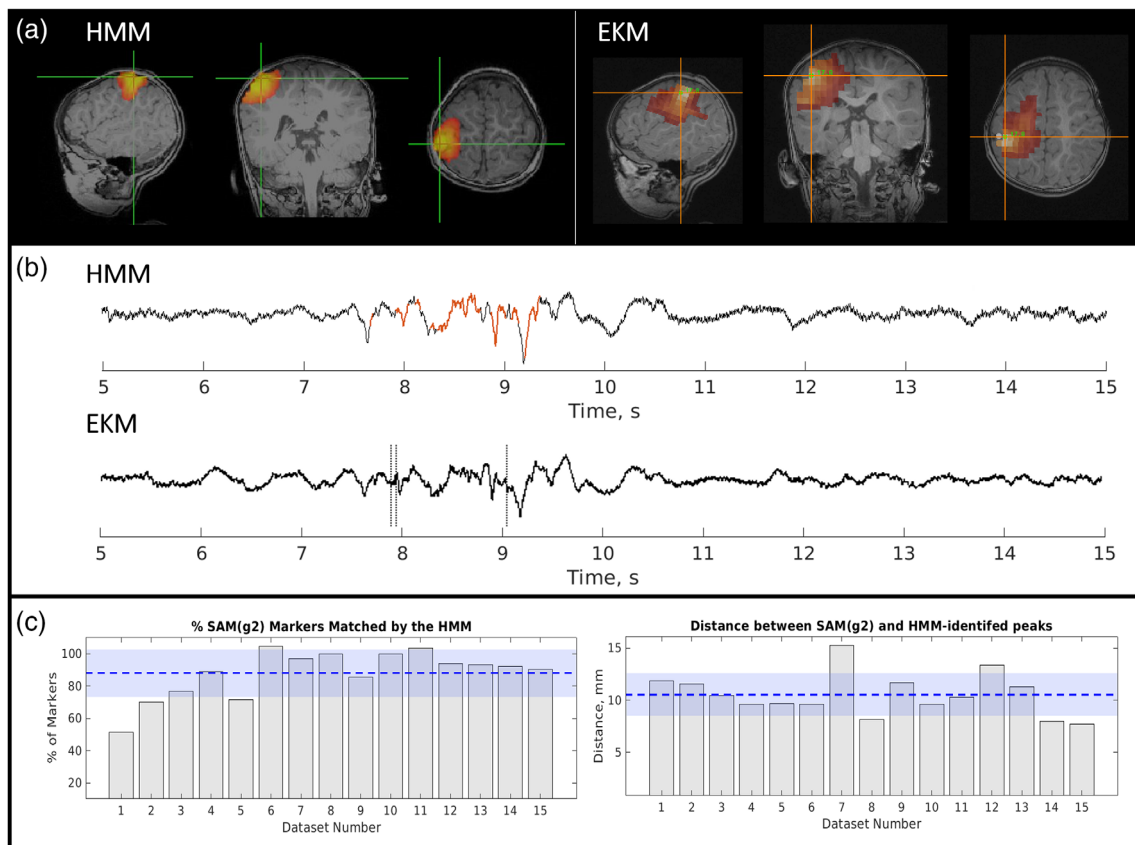 (a) HMM EKM
(b)
HMM
5 6 7 8 9 10 11 12 13 14 15
Time, s
EKM
5 6 7 8 9 10 11 12 13 14 15
Time, s
(c)
% SAM(g2) Markers Matched by the HMM
% of Markers
100
80
60
40
20
1 2 3 4 5 6 7 8 9 10 11 12 13 14 15
Dataset Number
Distance between SAM(g2) and HMM-identifed peaks
Distance, mm
15
10
5
1 2 3 4 5 6 7 8 9 10 11 12 13 14 15
Dataset Number